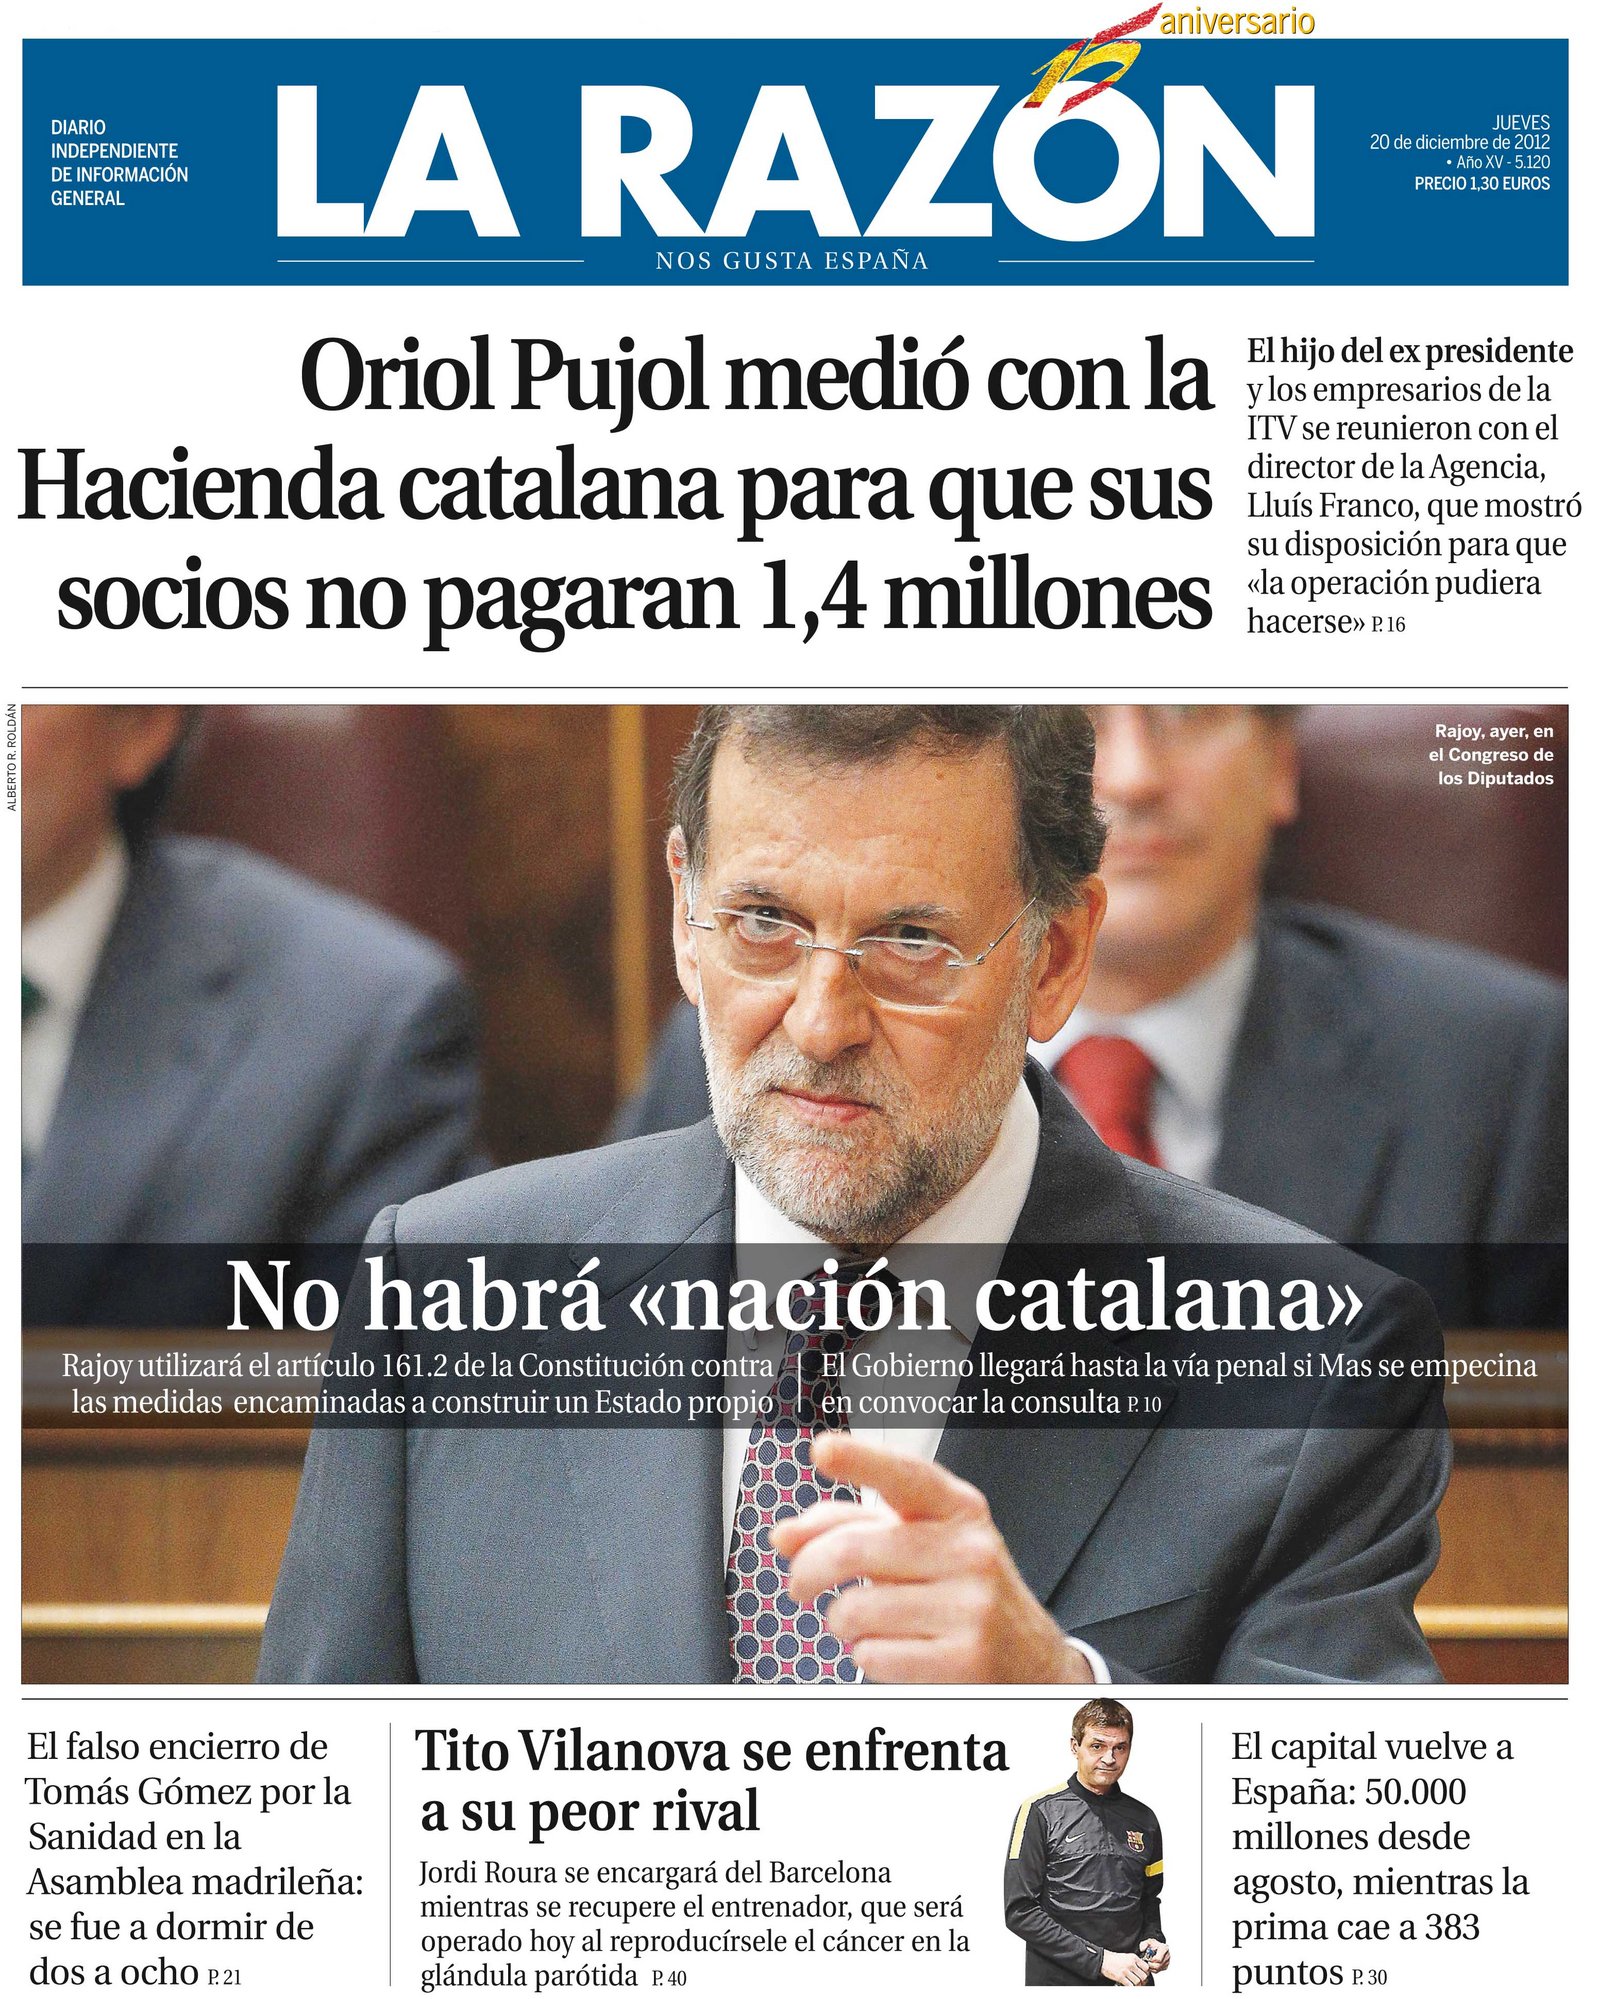 15 aniversario
DIARIO
INDEPENDIENTE
DE INFORMACIÓN
GENERAL
LA RAZÓN
NOS GUSTA ESPAÑA
JUEVES
20 de diciembre de 2012
• Año XV - 5.120
PRECIO 1,30 EUROS
Oriol Pujol medió con la
Hacienda catalana para que sus
socios no pagaran 1,4 millones
El hijo del ex presidente
y los empresarios de la
ITV se reunieron con el
director de la Agencia,
Lluís Franco, que mostró
su disposición para que
«la operación pudiera
hacerse» P. 16
ALBERTO R. ROLDÁN
Rajoy, ayer, en
el Congreso de
los Diputados
No habrá «nación catalana»
Rajoy utilizará el artículo 161.2 de la Constitución contra
las medidas encaminadas a construir un Estado propio
El Gobierno llegará hasta la vía penal si Mas se empecina
en convocar la consulta P. 10
El falso encierro de
Tomás Gómez por la
Sanidad en la
Asamblea madrileña:
se fue a dormir de
dos a ocho P. 21
Tito Vilanova se enfrenta
a su peor rival
Jordi Roura se encargará del Barcelona
mientras se recupere el entrenador, que será
operado hoy al reproducírsele el cáncer en la
glándula parótida P. 40
El capital vuelve a
España: 50.000
millones desde
agosto, mientras la
prima cae a 383
puntos P. 30